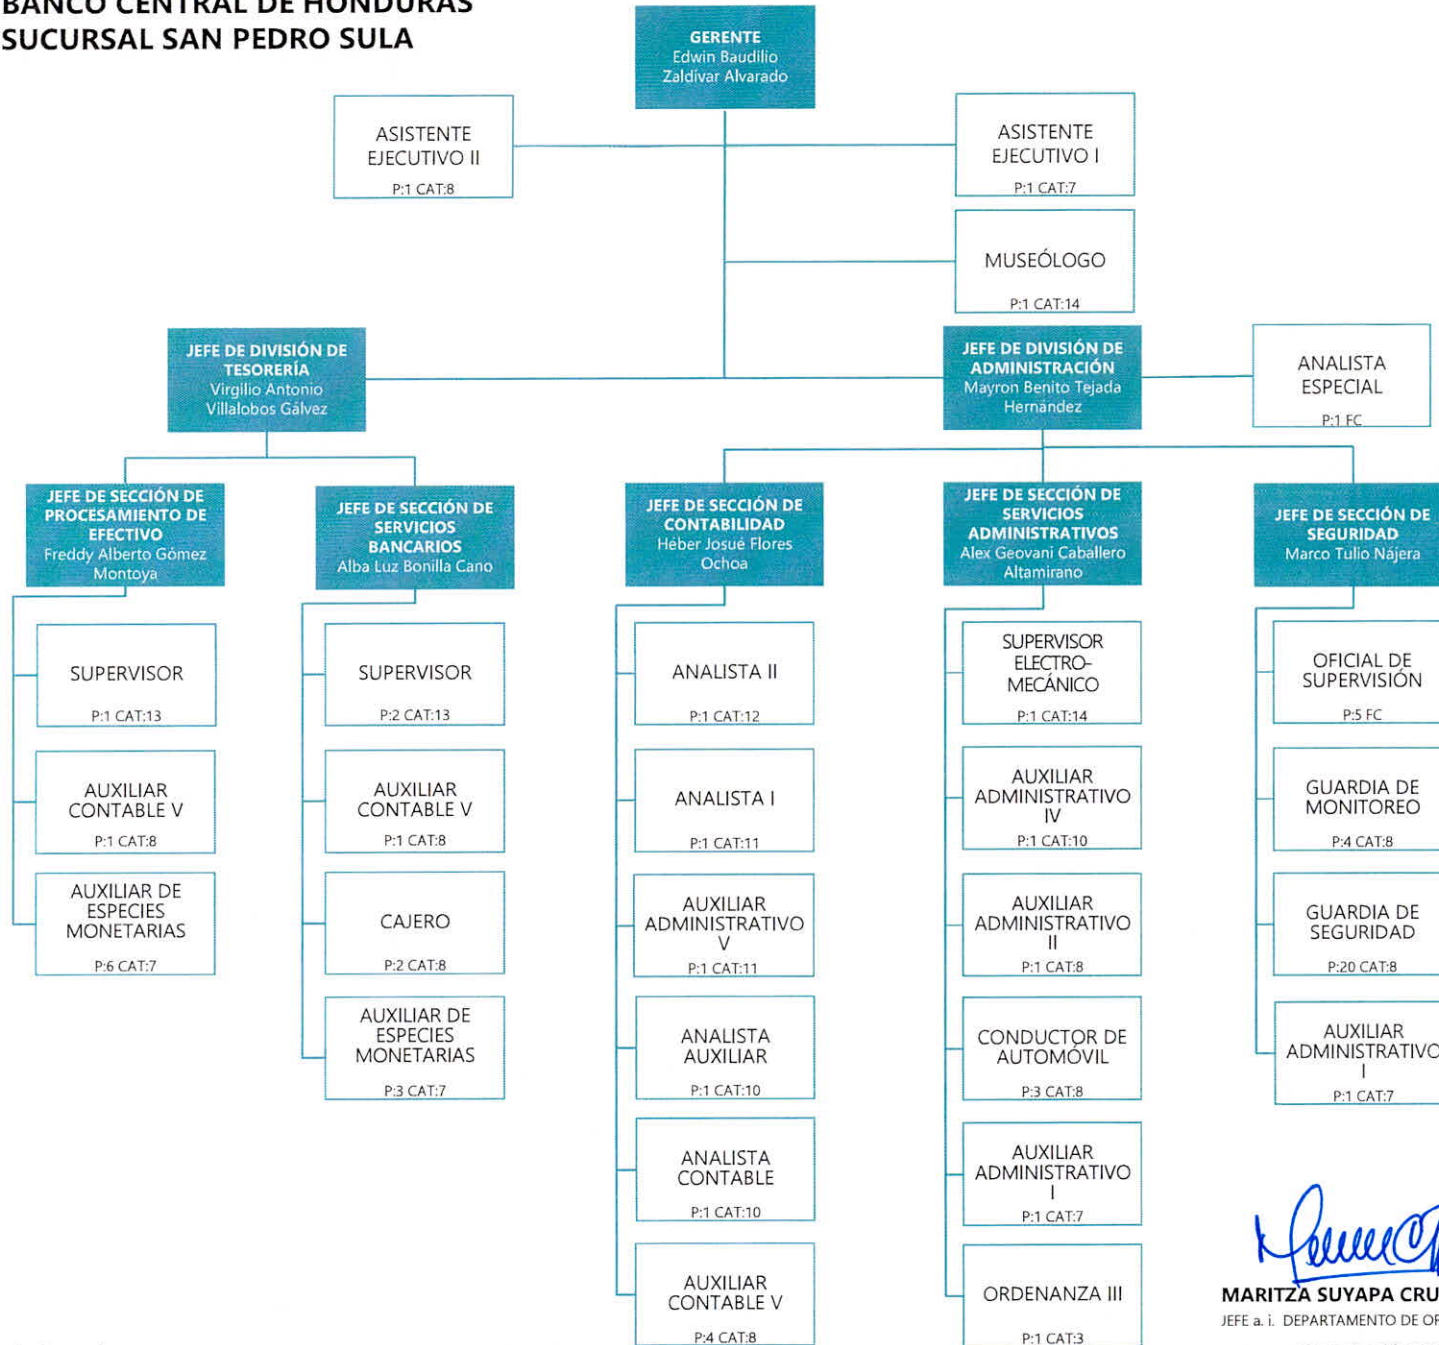 BANCO CENTRAL DE HONDURAS
SUCURSAL SAN PEDRO SULA
GERENTE
Edwin Baudilio
Zaldívar Alvarado
ASISTENTE
EJECUTIVO II
P:1 CAT:8
ASISTENTE
EJECUTIVO I
P:1 CAT:7
MUSEÓLOGO
P:1 CAT:14
JEFE DE DIVISIÓN DE
TESORERÍA
Virgilio Antonio
Villalobos Gálvez
JEFE DE DIVISIÓN DE
ADMINISTRACIÓN
Mayron Benito Tejada
Hernández
ANALISTA
ESPECIAL
P:1 FC
JEFE DE SECCIÓN DE
PROCESAMIENTO DE
EFECTIVO
Freddy Alberto Gómez
Montoya
SUPERVISOR
P:1 CAT:13
AUXILIAR
CONTABLE V
P:1 CAT:8
AUXILIAR DE
ESPECIES
MONETARIAS
P:6 CAT:7
JEFE DE SECCIÓN DE
SERVICIOS
BANCARIOS
Alba Luz Bonilla Cano
SUPERVISOR
P:2 CAT:13
AUXILIAR
CONTABLE V
P:1 CAT:8
CAJERO
P:2 CAT:8
AUXILIAR DE
ESPECIES
MONETARIAS
P:3 CAT:7
JEFE DE SECCIÓN DE
CONTABILIDAD
Héber Josué Flores
Ochoa
ANALISTA II
P:1 CAT:12
ANALISTA I
P:1 CAT:11
AUXILIAR
ADMINISTRATIVO
V
P:1 CAT:11
ANALISTA
AUXILIAR
P:1 CAT:10
ANALISTA
CONTABLE
P:1 CAT:10
AUXILIAR
CONTABLE V
P:4 CAT:8
JEFE DE SECCIÓN DE
SERVICIOS
ADMINISTRATIVOS
Alex Geovani Caballero
Altamirano
SUPERVISOR
ELECTRO-
MECÁNICO
P:1 CAT:14
AUXILIAR
ADMINISTRATIVO
IV
P:1 CAT:10
AUXILIAR
ADMINISTRATIVO
II
P:1 CAT:8
CONDUCTOR DE
AUTOMÓVIL
P:3 CAT:8
AUXILIAR
ADMINISTRATIVO
I
P:1 CAT:7
ORDENANZA III
P:1 CAT:3
JEFE DE SECCIÓN DE
SEGURIDAD
Marco Tulio Nájera
OFICIAL DE
SUPERVISIÓN
P:5 FC
GUARDIA DE
MONITOREO
P:4 CAT:8
GUARDIA DE
SEGURIDAD
P:20 CAT:8
AUXILIAR
ADMINISTRATIVO
I
P:1 CAT:7
MARITZA SUYAPA CRU
JEFE a. i. DEPARTAMENTO DE OR